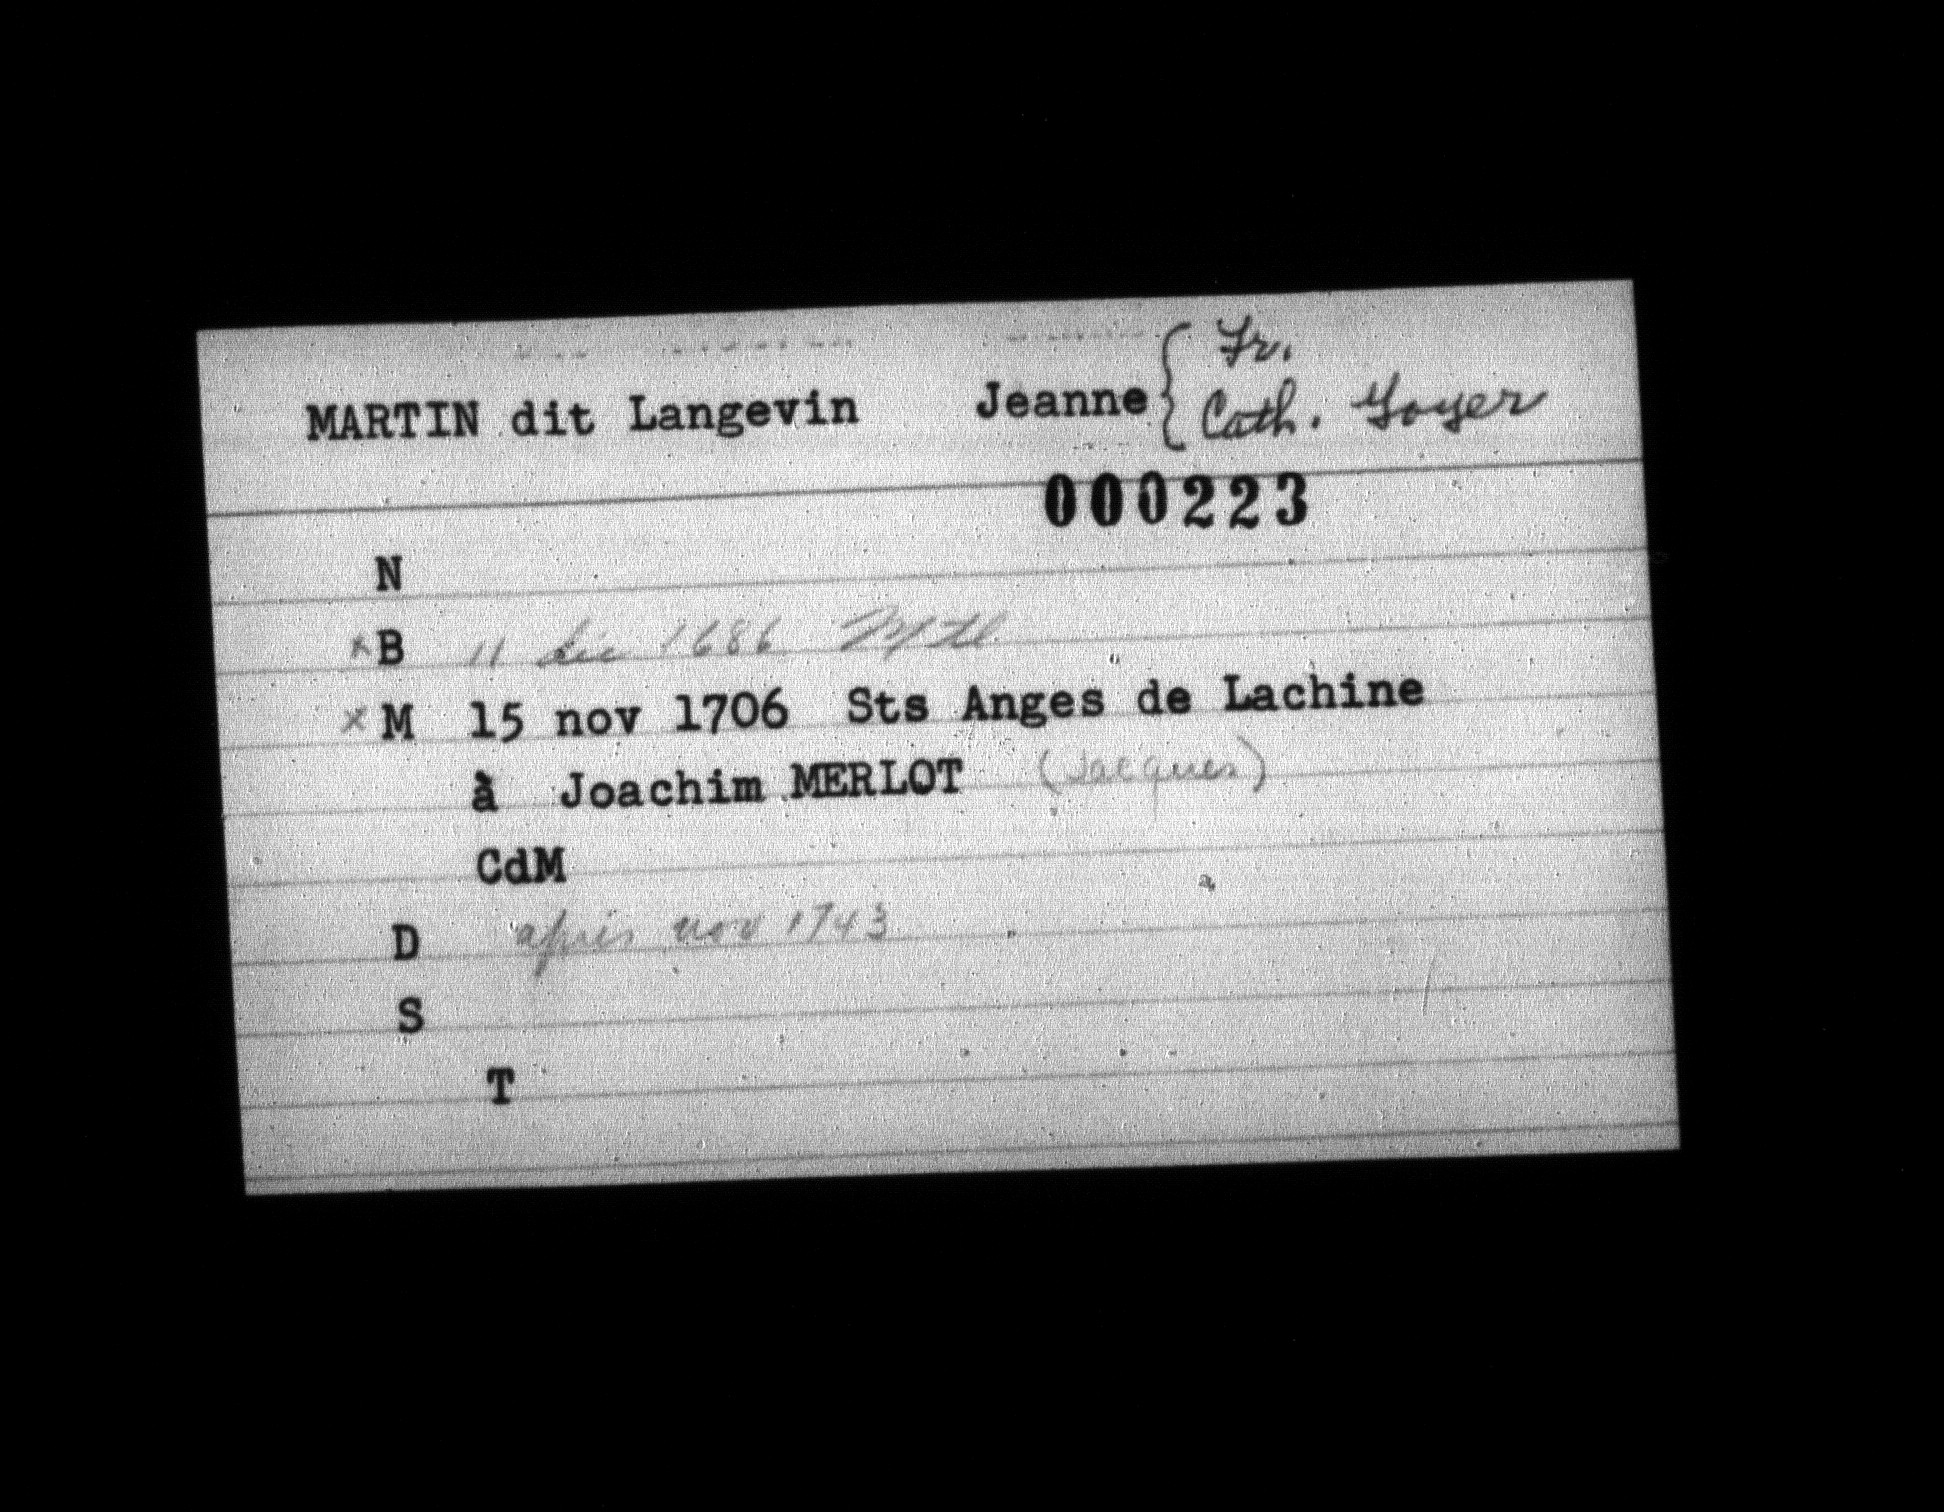 Fr.
MARTIN dit Langevin Jeanne { Cath. Goyer
000223
N
x B 11 dec 1686 Mtl
x M 15 nov 1706 Sts Anges de Lachine
à Joachim MERLOT (Jacques)
CdM
D après nov 1743
S
T